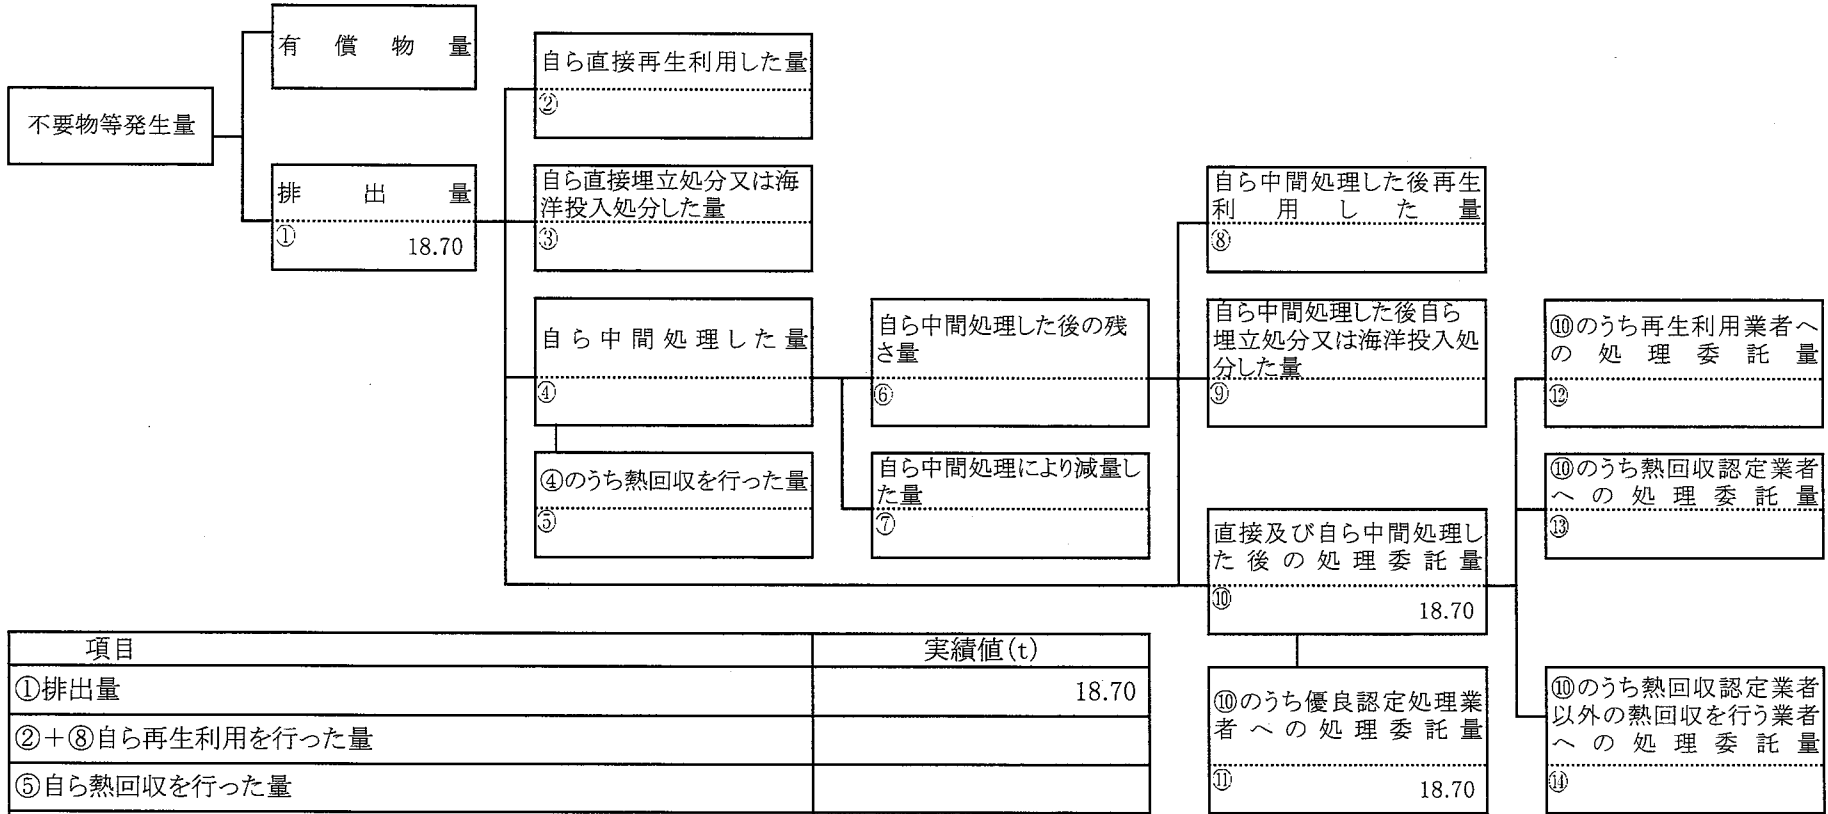 有償物量
不要物等発生量
排出量
①
18.70
自ら直接再生利用した量
②
自ら直接埋立処分又は海
洋投入処分した量
③
自ら中間処理した量
④
④のうち熱回収を行った量
⑤
自ら中間処理した後の残
さ量
⑥
自ら中間処理により減量し
た量
⑦
自ら中間処理した後再生
利用した量
⑧
自ら中間処理した後自ら
埋立処分又は海洋投入処
分した量
⑨
直接及び自ら中間処理し
た後の処理委託量
⑩
18.70
⑩のうち優良認定処理業
者への処理委託量
⑪
18.70
⑩のうち再生利用業者へ
の処理委託量
⑫
⑩のうち熱回収認定業者
への処理委託量
⑬
⑩のうち熱回収認定業者
以外の熱回収を行う業者
への処理委託量
⑭
項目 実績値(t)
①排出量 18.70
②+⑧自ら再生利用を行った量
⑤自ら熱回収を行った量